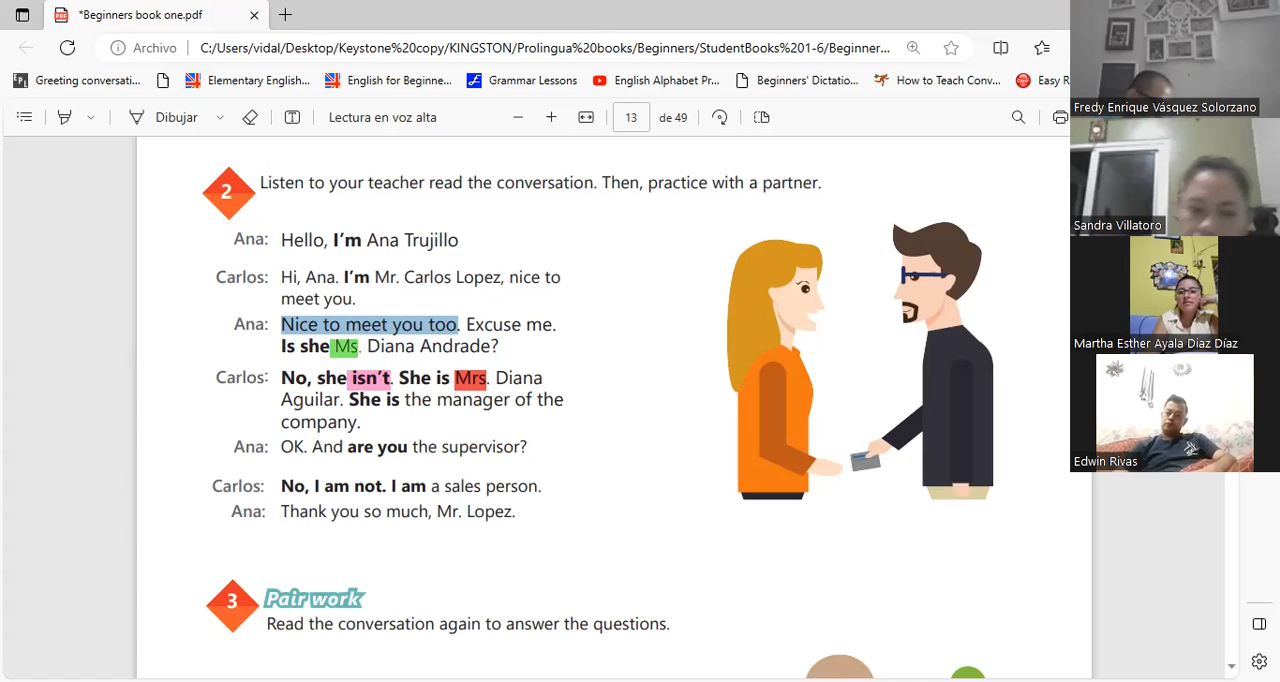 *Beginners book one.pdf
Archivo C:/Users/vidal/Desktop/Keystone%20copy/KINGSTON/Prolingua%20books/Beginners/StudentBooks%201-6/Beginner...
Greeting conversati... Elementary English... English for Beginne... Grammar Lessons English Alphabet Pr... Beginners' Dictatio... How to Teach Conv... Easy R
Dibujar Lectura en voz alta 13 de 49
2 Listen to your teacher read the conversation. Then, practice with a partner.
Ana: Hello, I'm Ana Trujillo
Carlos: Hi, Ana. I'm Mr. Carlos Lopez, nice to
meet you.
Ana: Nice to meet you too. Excuse me.
Is she Ms. Diana Andrade?
Carlos: No, she isn't. She is Mrs. Diana
Aguilar. She is the manager of the
company.
Ana: OK. And are you the supervisor?
Carlos: No, I am not. I am a sales person.
Ana: Thank you so much, Mr. Lopez.
3 Pair work
Read the conversation again to answer the questions.
Fredy Enrique Vásquez Solorzano
Sandra Villatoro
Martha Esther Ayala Diaz Díaz
Edwin Rivas